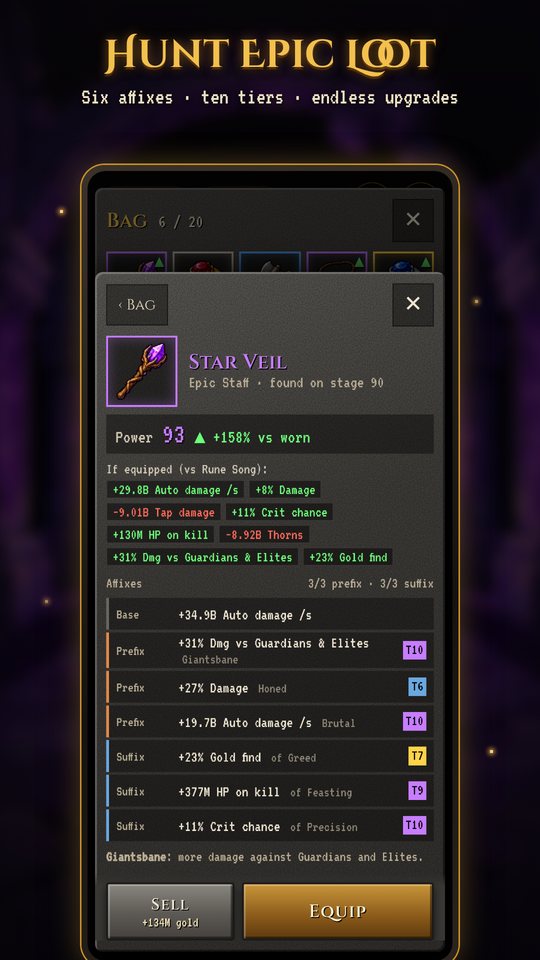 Hunt Epic Loot
Six affixes · ten tiers · endless upgrades
Bag 6 / 20
‹ Bag
Star Veil
Epic Staff · found on stage 90
Power 93 ▲ +158% vs worn
If equipped (vs Rune Song):
+29.8B Auto damage /s +8% Damage
-9.01B Tap damage +11% Crit chance
+130M HP on kill -8.92B Thorns
+31% Dmg vs Guardians & Elites +23% Gold find
Affixes 3/3 prefix · 3/3 suffix
Base +34.9B Auto damage /s
Prefix +31% Dmg vs Guardians & Elites T10
Giantsbane
Prefix +27% Damage Honed T6
Prefix +19.7B Auto damage /s Brutal T10
Suffix +23% Gold find of Greed T7
Suffix +377M HP on kill of Feasting T9
Suffix +11% Crit chance of Precision T10
Giantsbane: more damage against Guardians and Elites.
Sell
+134M gold
Equip